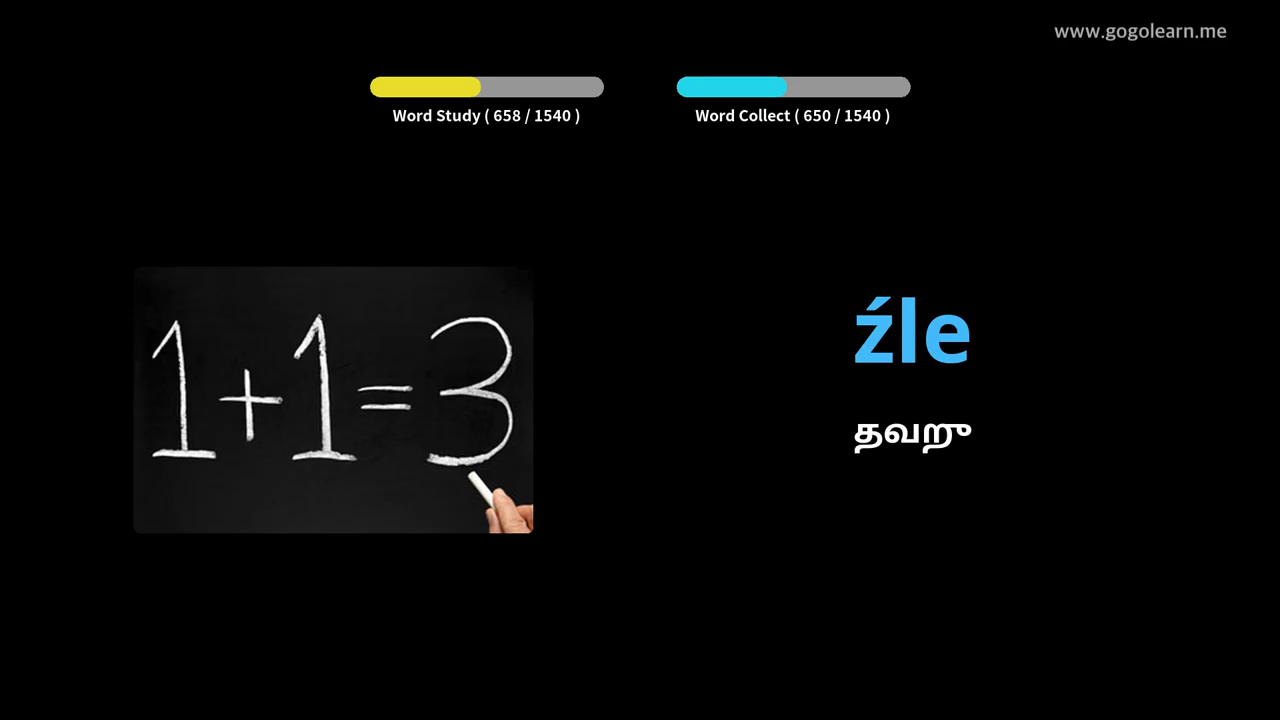 www.gogolearn.me
Word Study ( 658 / 1540 )
Word Collect ( 650 / 1540 )
1+1=3
źle
தவறு